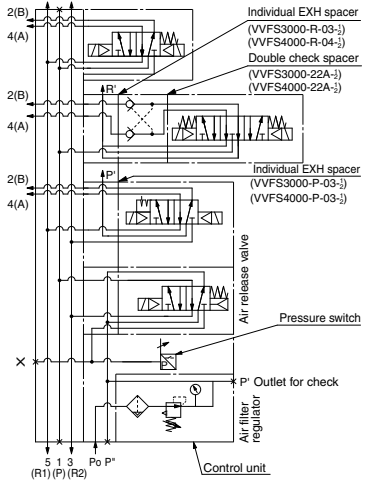 Individual EXH spacer
(VVFS3000-R-03-½)
(VVFS4000-R-04-½)
Double check spacer
(VVFS3000-22A-½)
(VVFS4000-22A-½)
2(B)
4(A)
2(B)
4(A)
R'
P'
Individual EXH spacer
(VVFS3000-P-03-½)
(VVFS4000-P-03-½)
2(B)
4(A)
Air release valve
Pressure switch
P
P' Outlet for check
Air filter
regulator
5 1 3 Po P"
(R1) (P) (R2)
Control unit